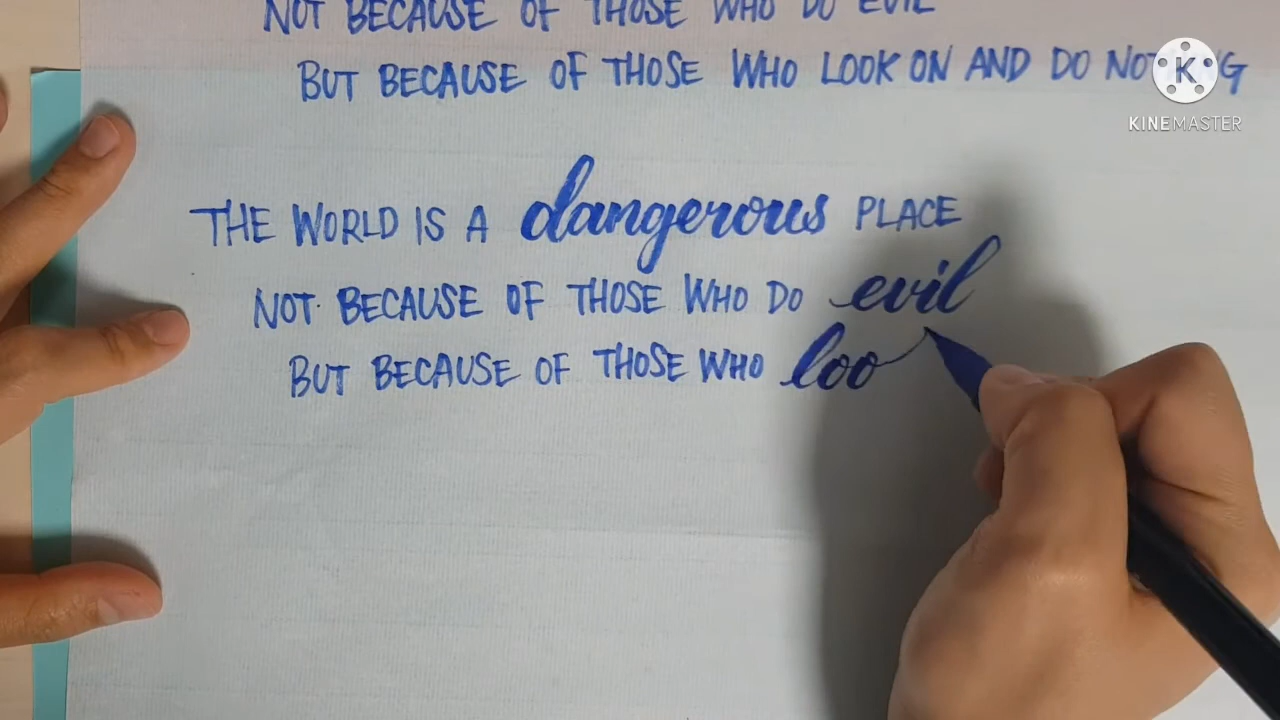 NOT BECAUSE OF THOSE WHO DO EVIL
BUT BECAUSE OF THOSE WHO LOOK ON AND DO
K
KINEMASTER
THE WORLD IS A dangerous PLACE
NOT BECAUSE OF THOSE WHO DO evil
BUT BECAUSE OF THOSE WHO loo